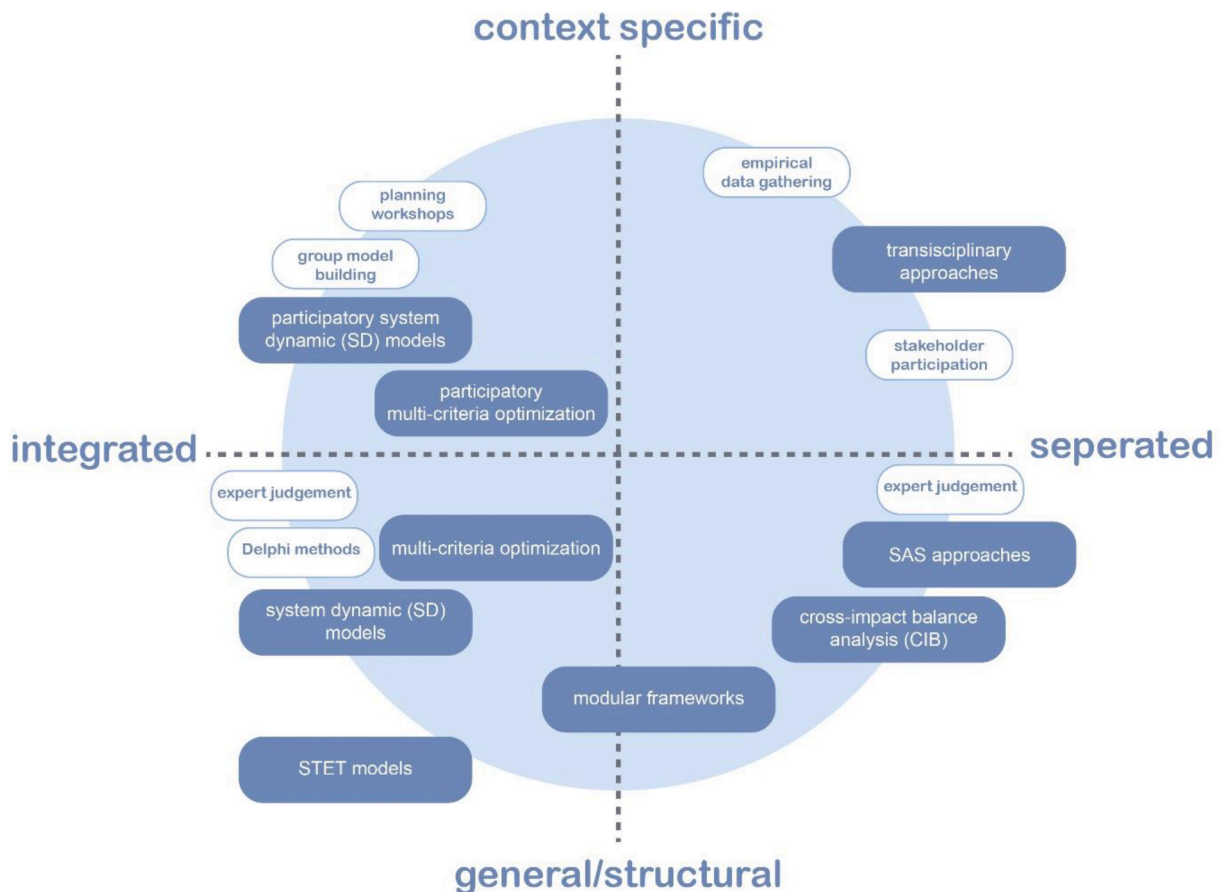 context specific
empirical
data gathering
planning
workshops
transisciplinary
approaches
group model
building
participatory system
dynamic (SD) models
stakeholder
participation
participatory
multi-criteria optimization
integrated
seperated
expert judgement
expert judgement
Delphi methods
multi-criteria optimization
SAS approaches
system dynamic (SD)
models
cross-impact balance
analysis (CIB)
modular frameworks
STET models
general/structural